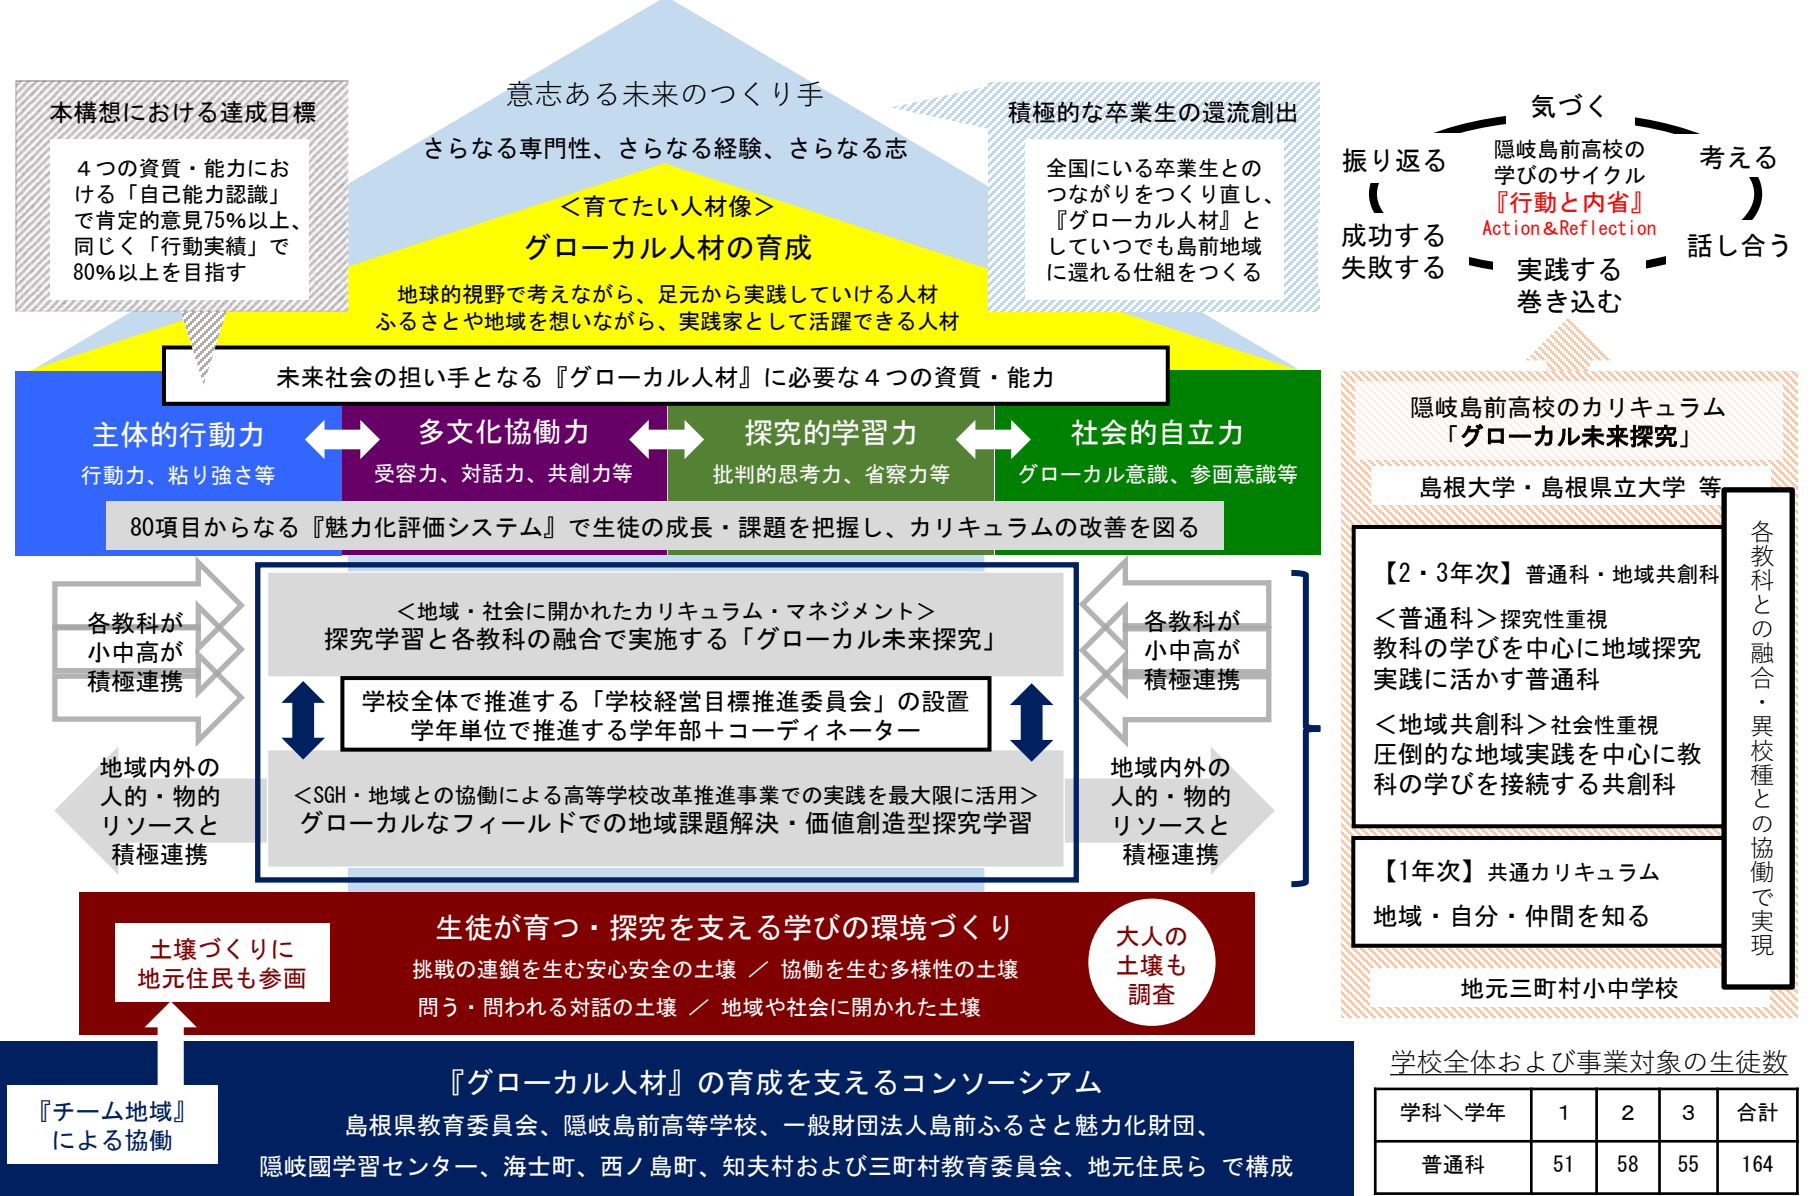 意志ある未来のつくり手
さらなる専門性、さらなる経験、さらなる志
＜育てたい人材像＞
グローカル人材の育成
地球的視野で考えながら、足元から実践していける人材
ふるさとや地域を想いながら、実践家として活躍できる人材
本構想における達成目標
４つの資質・能力にお
ける「自己能力認識」
で肯定的意見75%以上、
同じく「行動実績」で
80%以上を目指す
積極的な卒業生の還流創出
全国にいる卒業生との
つながりをつくり直し、
『グローカル人材』と
していつでも島前地域
に還れる仕組をつくる
未来社会の担い手となる『グローカル人材』に必要な４つの資質・能力
主体的行動力
行動力、粘り強さ等
多文化協働力
受容力、対話力、共創力等
探究的学習力
批判的思考力、省察力等
社会的自立力
グローカル意識、参画意識等
80項目からなる『魅力化評価システム』で生徒の成長・課題を把握し、カリキュラムの改善を図る
各教科が
小中高が
積極連携
＜地域・社会に開かれたカリキュラム・マネジメント＞
探究学習と各教科の融合で実施する「グローカル未来探究」
各教科が
小中高が
積極連携
学校全体で推進する「学校経営目標推進委員会」の設置
学年単位で推進する学年部＋コーディネーター
地域内外の
人的・物的
リソースと
積極連携
＜SGH・地域との協働による高等学校改革推進事業での実践を最大限に活用＞
グローカルなフィールドでの地域課題解決・価値創造型探究学習
地域内外の
人的・物的
リソースと
積極連携
土壌づくりに
地元住民も参画
生徒が育つ・探究を支える学びの環境づくり
挑戦の連鎖を生む安心安全の土壌 ／ 協働を生む多様性の土壌
問う・問われる対話の土壌 ／ 地域や社会に開かれた土壌
大人の
土壌も
調査
『チーム地域』
による協働
『グローカル人材』の育成を支えるコンソーシアム
島根県教育委員会、隠岐島前高等学校、一般財団法人島前ふるさと魅力化財団、
隠岐國学習センター、海士町、西ノ島町、知夫村および三町村教育委員会、地元住民ら で構成
気づく
考える
話し合う
実践する
巻き込む
成功する
失敗する
振り返る
隠岐島前高校の
学びのサイクル
『行動と内省』
Action＆Reflection
隠岐島前高校のカリキュラム
「グローカル未来探究」
島根大学・島根県立大学 等
【2・3年次】普通科・地域共創科
＜普通科＞探究性重視
教科の学びを中心に地域探究
実践に活かす普通科
＜地域共創科＞社会性重視
圧倒的な地域実践を中心に教
科の学びを接続する共創科
【1年次】共通カリキュラム
地域・自分・仲間を知る
地元三町村小中学校
各教科との融合・異校種との協働で実現
学校全体および事業対象の生徒数
学科＼学年 1 2 3 合計
普通科 51 58 55 164